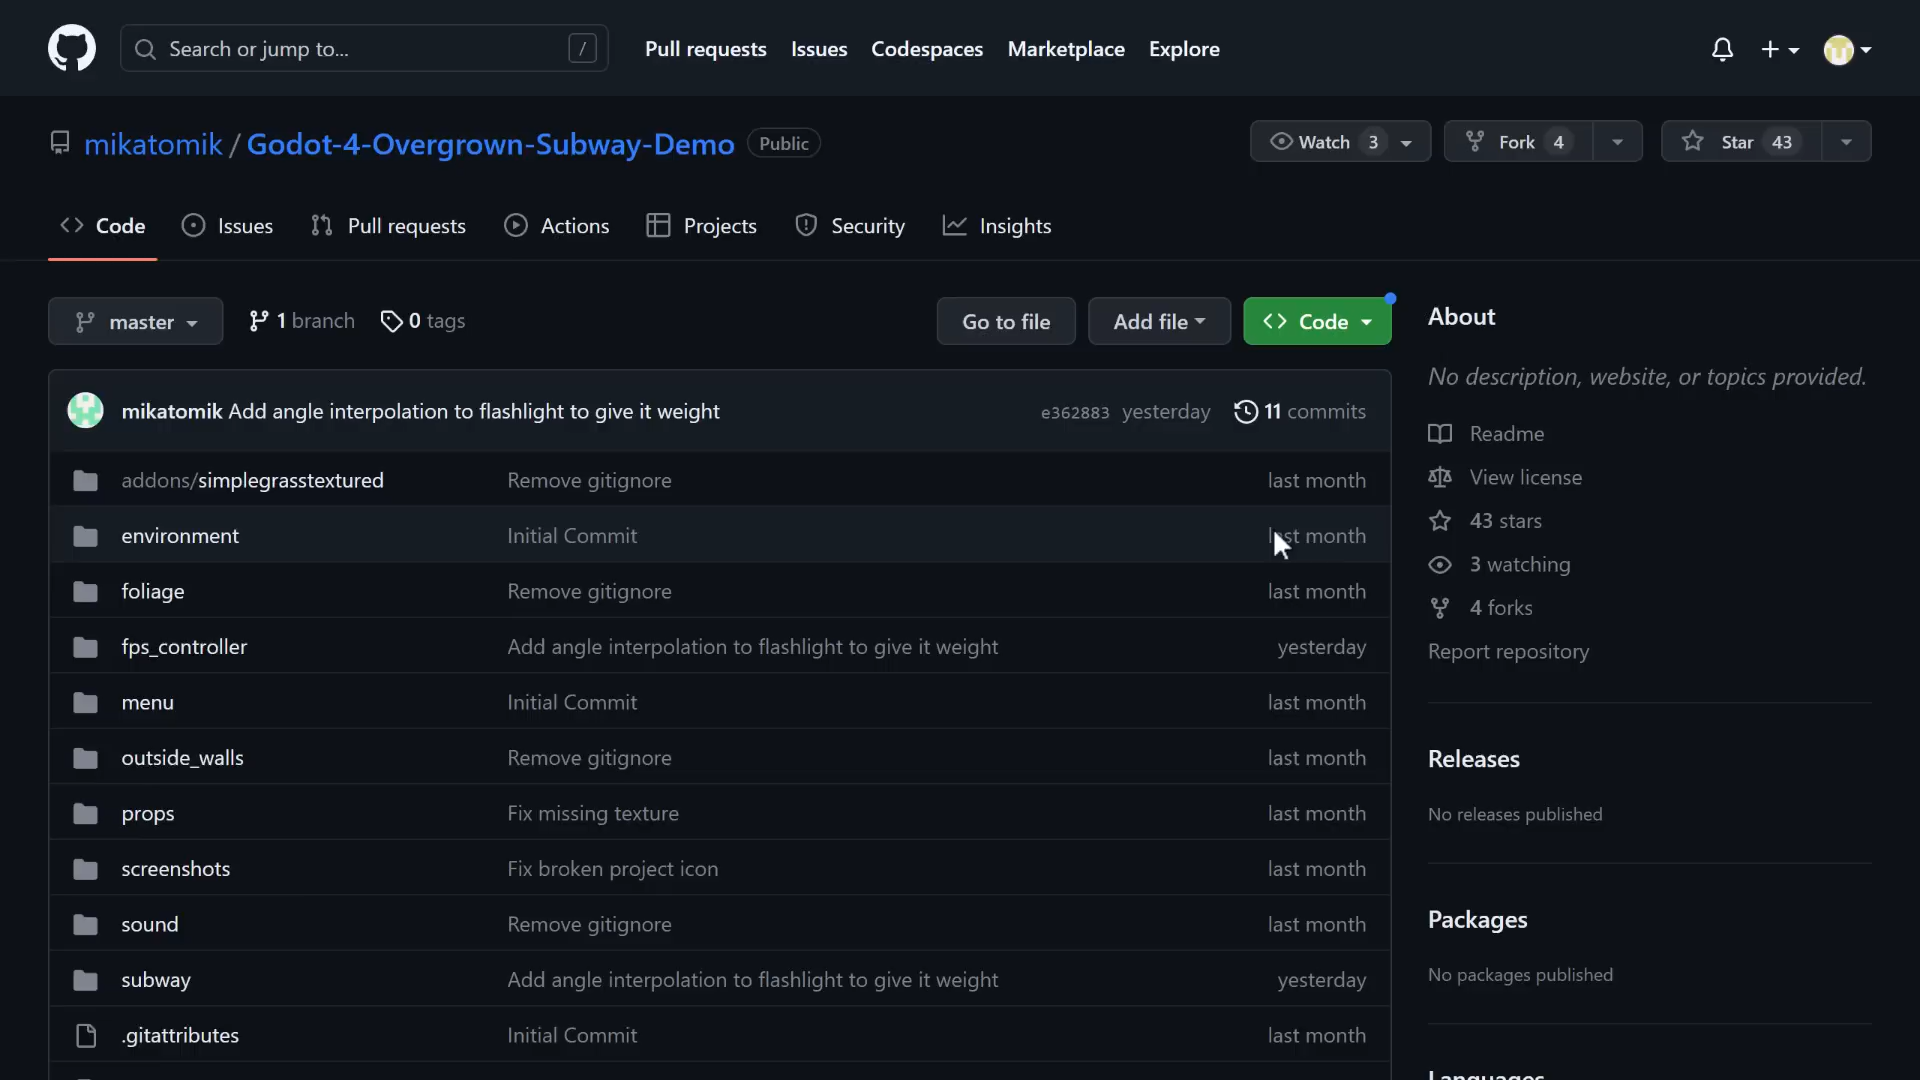 Search or jump to... /
Pull requests Issues Codespaces Marketplace Explore
mikatomik / Godot-4-Overgrown-Subway-Demo Public
Watch 3 Fork 4 Star 43
Code Issues Pull requests Actions Projects Security Insights
master 1 branch 0 tags Go to file Add file Code
mikatomik Add angle interpolation to flashlight to give it weight e362883 yesterday 11 commits
addons/simplegrasstextured Remove gitignore last month
environment Initial Commit last month
foliage Remove gitignore last month
fps_controller Add angle interpolation to flashlight to give it weight yesterday
menu Initial Commit last month
outside_walls Remove gitignore last month
props Fix missing texture last month
screenshots Fix broken project icon last month
sound Remove gitignore last month
subway Add angle interpolation to flashlight to give it weight yesterday
.gitattributes Initial Commit last month
About
No description, website, or topics provided.
Readme
View license
43 stars
3 watching
4 forks
Report repository
Releases
No releases published
Packages
No packages published
Languages